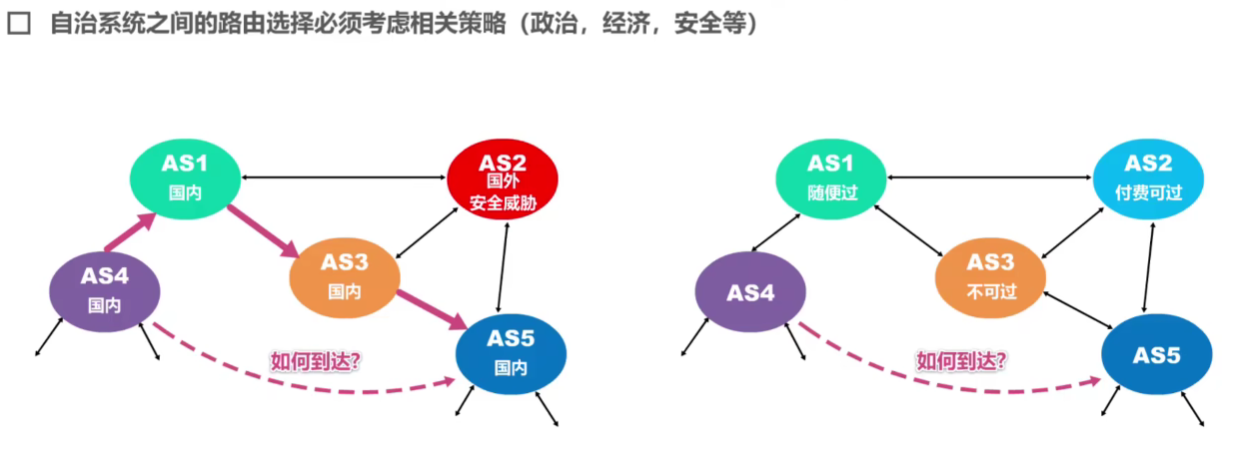 自治系统之间的路由选择必须考虑相关策略（政治，经济，安全等）
AS1
国内
AS2
国外
安全威胁
AS3
国内
AS4
国内
如何到达?
AS5
国内
AS1
随便过
AS2
付费可过
AS3
不可过
AS4
如何到达?
AS5